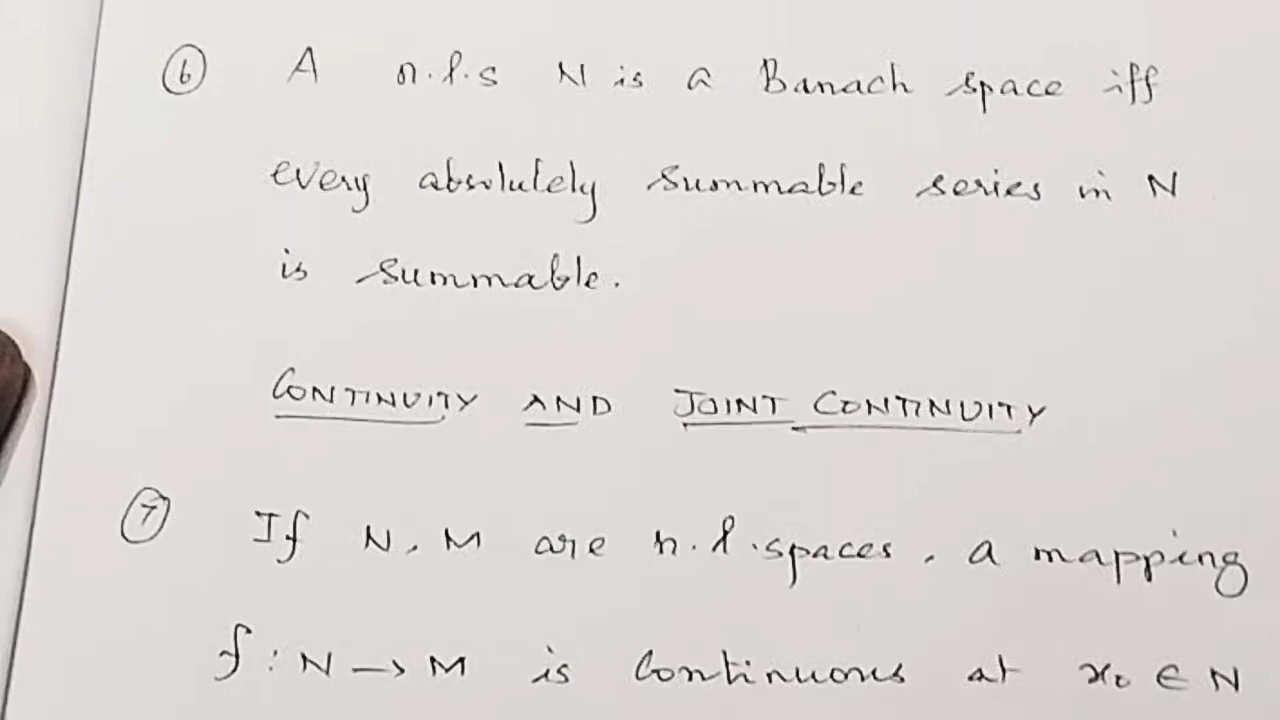 ⑥ A n.l.s N is a Banach space iff
every absolutely summable series in N
is summable.
CONTINUITY AND JOINT CONTINUITY
⑦ If N, M are n.l.spaces, a mapping
f : N → M is continuous at x₀ ∈ N